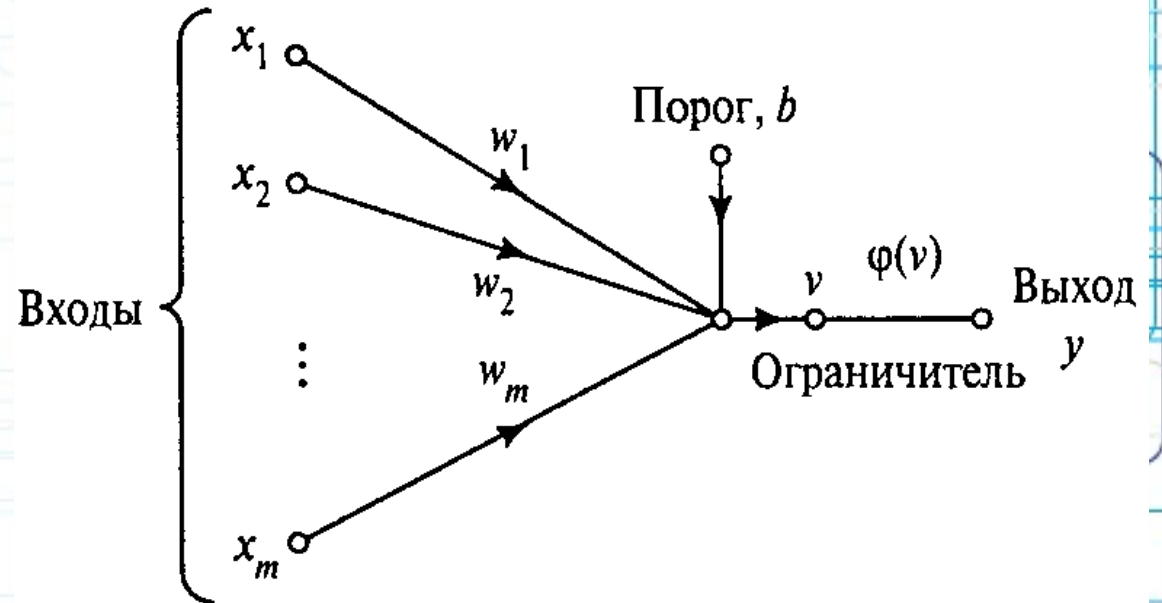 x₁
Порог, b
w₁
x₂
φ(v)
v
Выход
w₂
Входы
y
⋮
wₘ
Ограничитель
xₘ